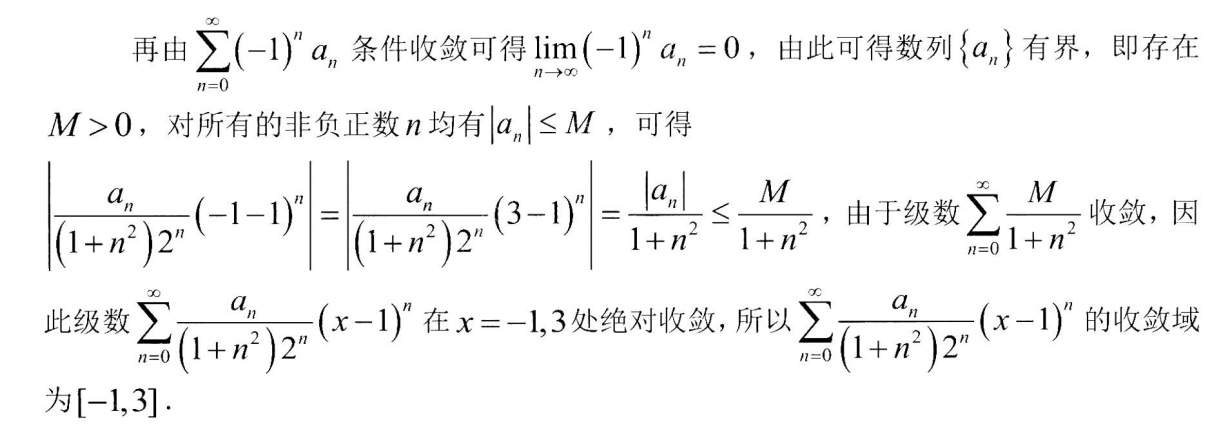 再由 $\sum_{n=0}^{\infty}(-1)^n a_n$ 条件收敛可得 $\lim_{n\to\infty}(-1)^n a_n=0$，由此可得数列 $\{a_n\}$ 有界，即存在
$M>0$，对所有的非负正数 $n$ 均有 $|a_n|\le M$，可得
$\left|\frac{a_n}{(1+n^2)2^n}(-1-1)^n\right|=\left|\frac{a_n}{(1+n^2)2^n}(3-1)^n\right|=\frac{|a_n|}{1+n^2}\le\frac{M}{1+n^2}$，由于级数 $\sum_{n=0}^{\infty}\frac{M}{1+n^2}$ 收敛，因
此级数 $\sum_{n=0}^{\infty}\frac{a_n}{(1+n^2)2^n}(x-1)^n$ 在 $x=-1,3$ 处绝对收敛，所以 $\sum_{n=0}^{\infty}\frac{a_n}{(1+n^2)2^n}(x-1)^n$ 的收敛域
为 $[-1,3]$．